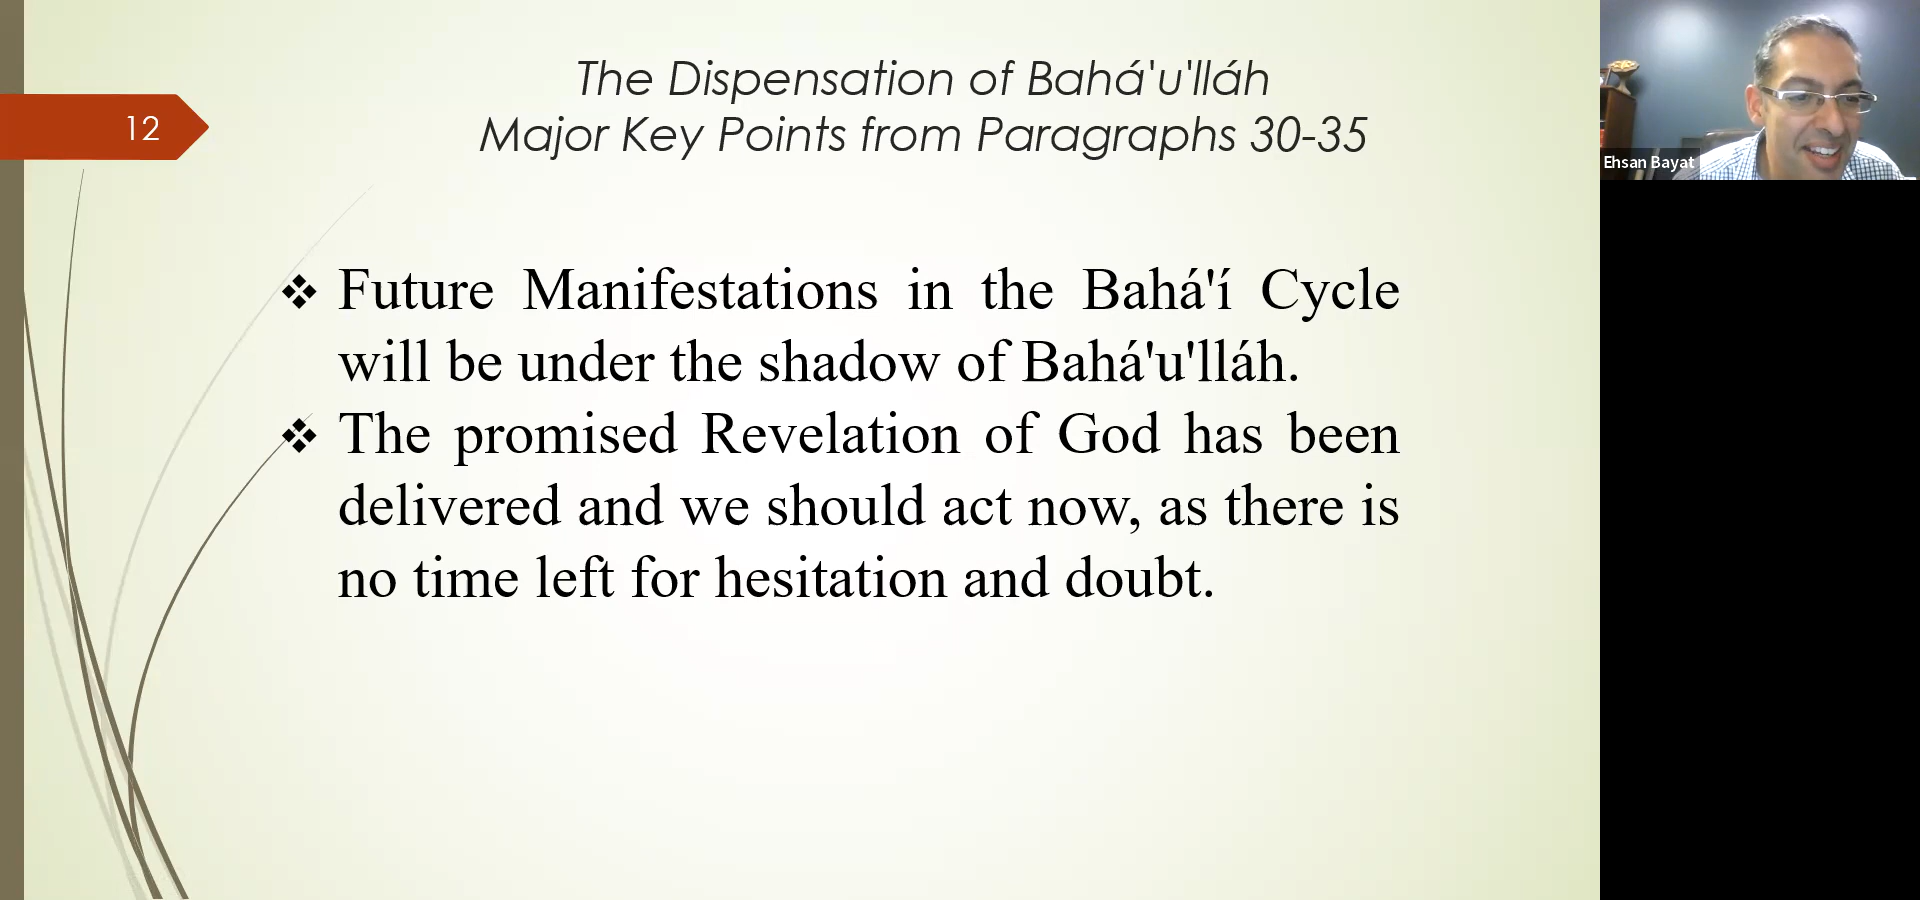 The Dispensation of Bahá'u'lláh
Major Key Points from Paragraphs 30-35
12
Ehsan Bayat
❖ Future Manifestations in the Bahá'í Cycle
will be under the shadow of Bahá'u'lláh.
❖ The promised Revelation of God has been
delivered and we should act now, as there is
no time left for hesitation and doubt.